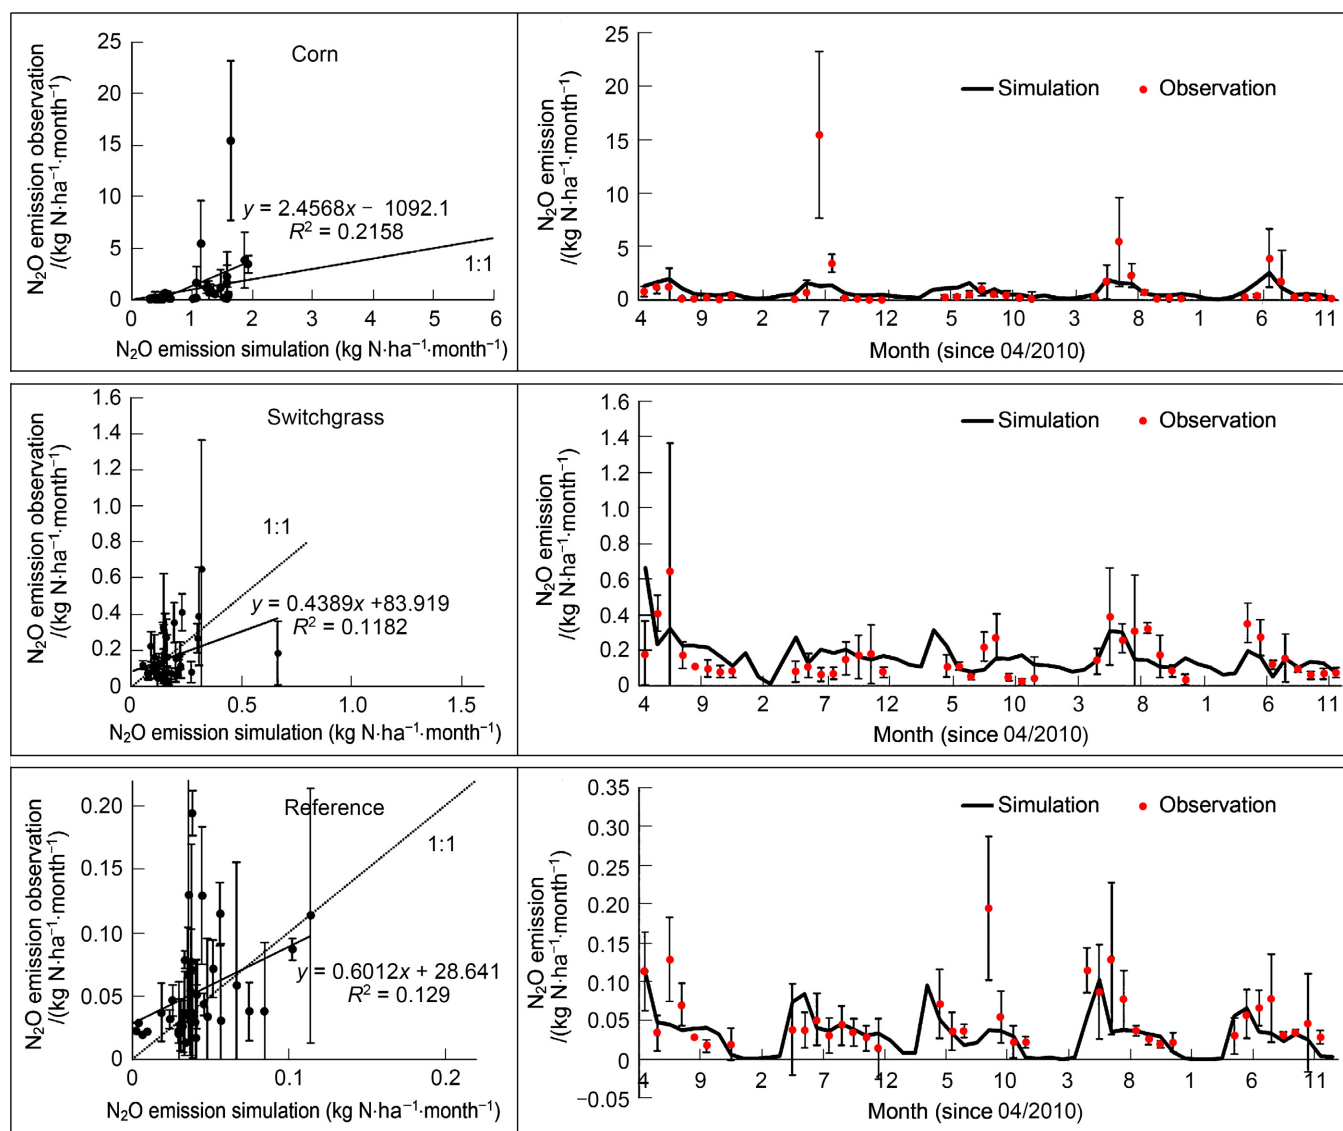 25
20
15
10
5
0
N₂O emission observation
/(kg N·ha⁻¹·month⁻¹)
Corn
y = 2.4568x − 1092.1
R² = 0.2158
1:1
0 1 2 3 4 5 6
N₂O emission simulation (kg N·ha⁻¹·month⁻¹)
25
20
15
10
5
0
N₂O emission
/(kg N·ha⁻¹·month⁻¹)
Simulation
Observation
4 9 2 7 12 5 10 3 8 1 6 11
Month (since 04/2010)
1.6
1.4
1.2
1.0
0.8
0.6
0.4
0.2
0
N₂O emission observation
/(kg N·ha⁻¹·month⁻¹)
Switchgrass
1:1
y = 0.4389x +83.919
R² = 0.1182
0 0.5 1.0 1.5
N₂O emission simulation (kg N·ha⁻¹·month⁻¹)
1.6
1.4
1.2
1.0
0.8
0.6
0.4
0.2
0
N₂O emission
/(kg N·ha⁻¹·month⁻¹)
Simulation
Observation
4 9 2 7 12 5 10 3 8 1 6 11
Month (since 04/2010)
0.20
0.15
0.10
0.05
0
N₂O emission observation
/(kg N·ha⁻¹·month⁻¹)
Reference
1:1
y = 0.6012x + 28.641
R² = 0.129
0 0.1 0.2
N₂O emission simulation (kg N·ha⁻¹·month⁻¹)
0.35
0.30
0.25
0.20
0.15
0.10
0.05
0
−0.05
N₂O emission
/(kg N·ha⁻¹·month⁻¹)
Simulation
Observation
4 9 2 7 12 5 10 3 8 1 6 11
Month (since 04/2010)